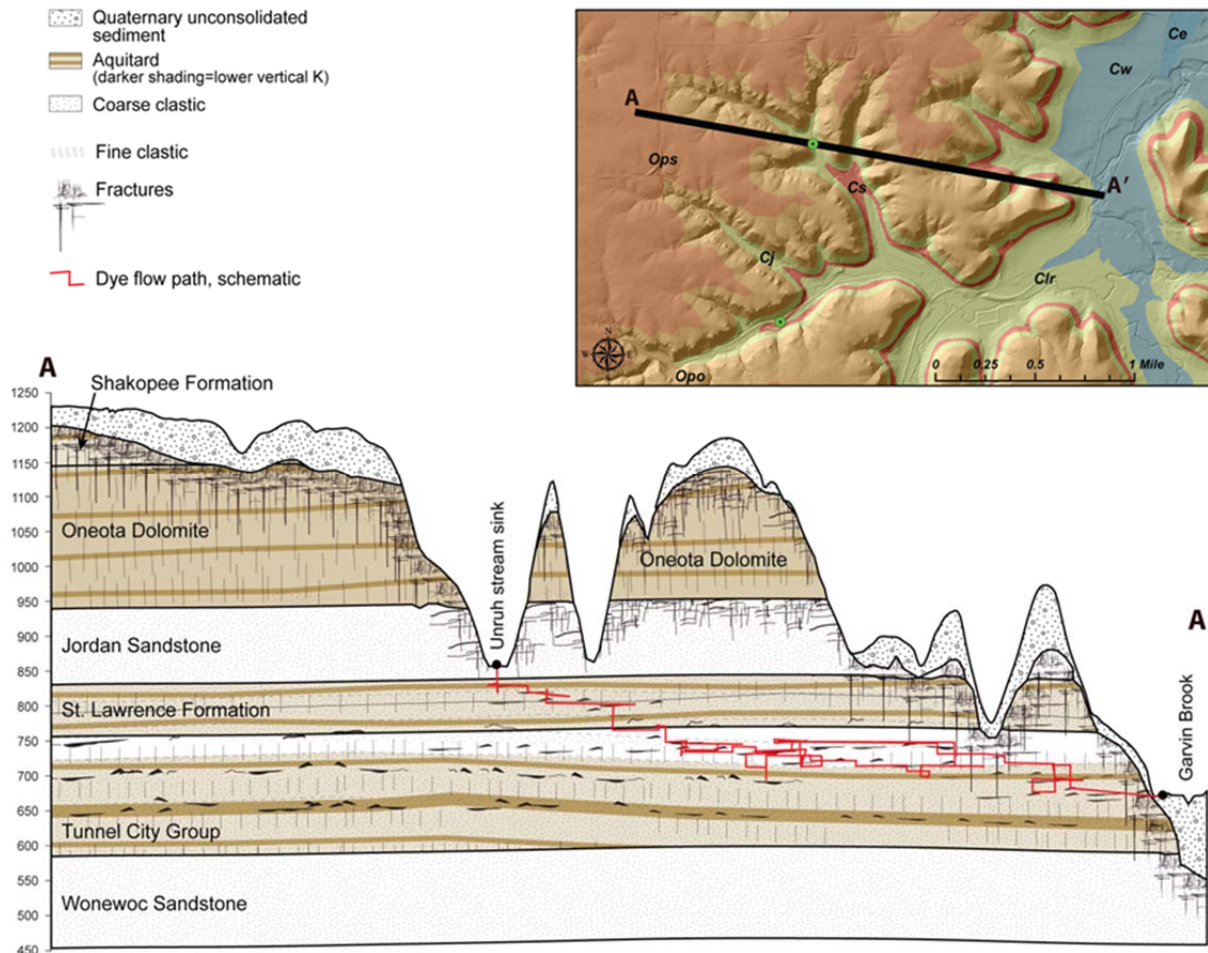 Quaternary unconsolidated
sediment
Aquitard
(darker shading=lower vertical K)
Coarse clastic
Fine clastic
Fractures
Dye flow path, schematic
A
A'
Ops
Cs
Cj
Clr
Opo
Cw
Ce
N
W
E
S
0 0.25 0.5 1 Mile
A
A
Shakopee Formation
Oneota Dolomite
Oneota Dolomite
Unruh stream sink
Jordan Sandstone
St. Lawrence Formation
Tunnel City Group
Wonewoc Sandstone
Garvin Brook
1250
1200
1150
1100
1050
1000
950
900
850
800
750
700
650
600
550
500
450